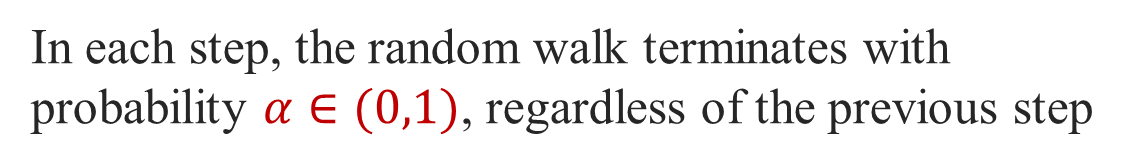 In each step, the random walk terminates with
probability α ∈ (0,1), regardless of the previous step